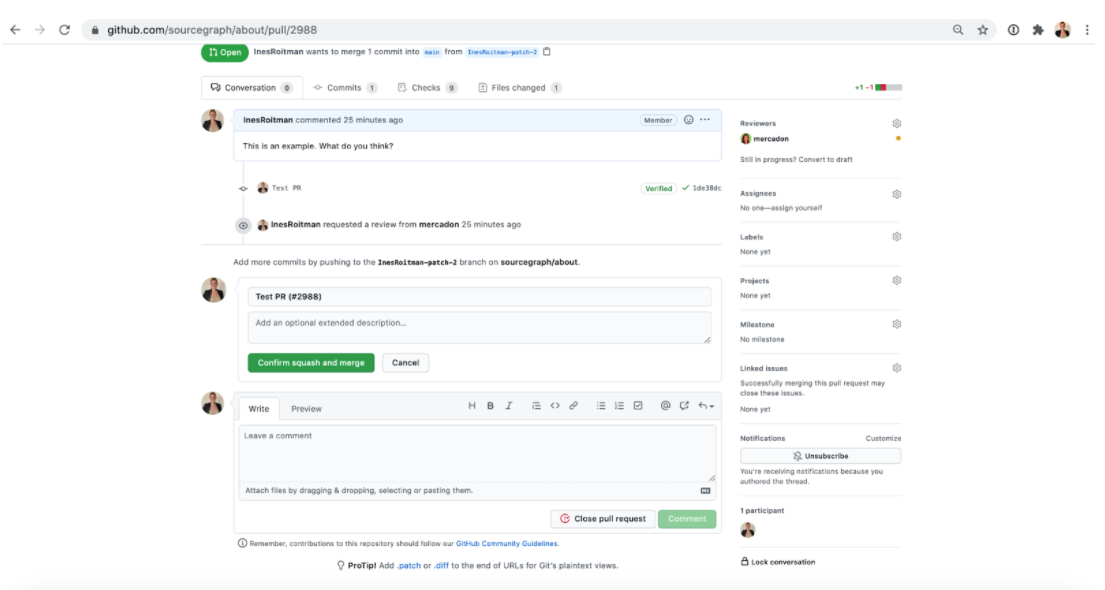 github.com/sourcegraph/about/pull/2988
Open InesRoitman wants to merge 1 commit into main from InesRoitman-patch-2
Conversation 0 Commits 1 Checks 9 Files changed 1 +1 −1
InesRoitman commented 25 minutes ago Member
This is an example. What do you think?
Test PR Verified 1de38dc
InesRoitman requested a review from mercadon 25 minutes ago
Add more commits by pushing to the InesRoitman-patch-2 branch on sourcegraph/about.
Test PR (#2988)
Add an optional extended description...
Confirm squash and merge Cancel
Write Preview
Leave a comment
Attach files by dragging & dropping, selecting or pasting them.
Close pull request Comment
Remember, contributions to this repository should follow our GitHub Community Guidelines.
ProTip! Add .patch or .diff to the end of URLs for Git's plaintext views.
Reviewers
mercadon
Still in progress? Convert to draft
Assignees
No one—assign yourself
Labels
None yet
Projects
None yet
Milestone
No milestone
Linked issues
Successfully merging this pull request may
close these issues.
None yet
Notifications Customize
Unsubscribe
You're receiving notifications because you
authored the thread.
1 participant
Lock conversation